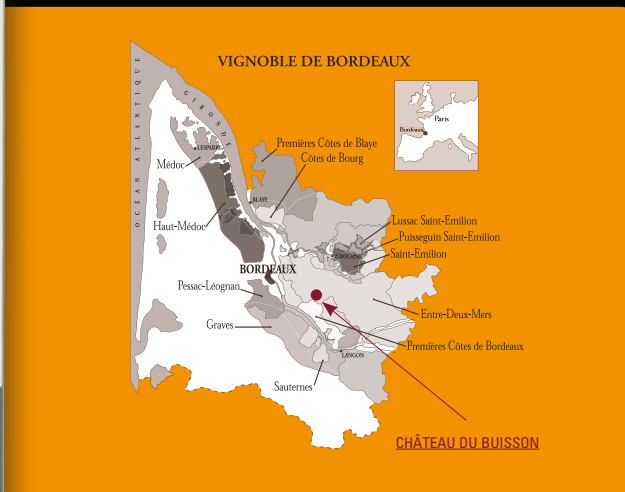 VIGNOBLE DE BORDEAUX
OCÉAN ATLANTIQUE
GIRONDE
Paris
Bordeaux
Premières Côtes de Blaye
Côtes de Bourg
LESPARRE
Médoc
BLAYE
Haut-Médoc
Lussac Saint-Emilion
Puisseguin Saint-Emilion
LIBOURNE
Saint-Emilion
BORDEAUX
Pessac-Léognan
Entre-Deux-Mers
Graves
Premières Côtes de Bordeaux
LANGON
Sauternes
CHÂTEAU DU BUISSON